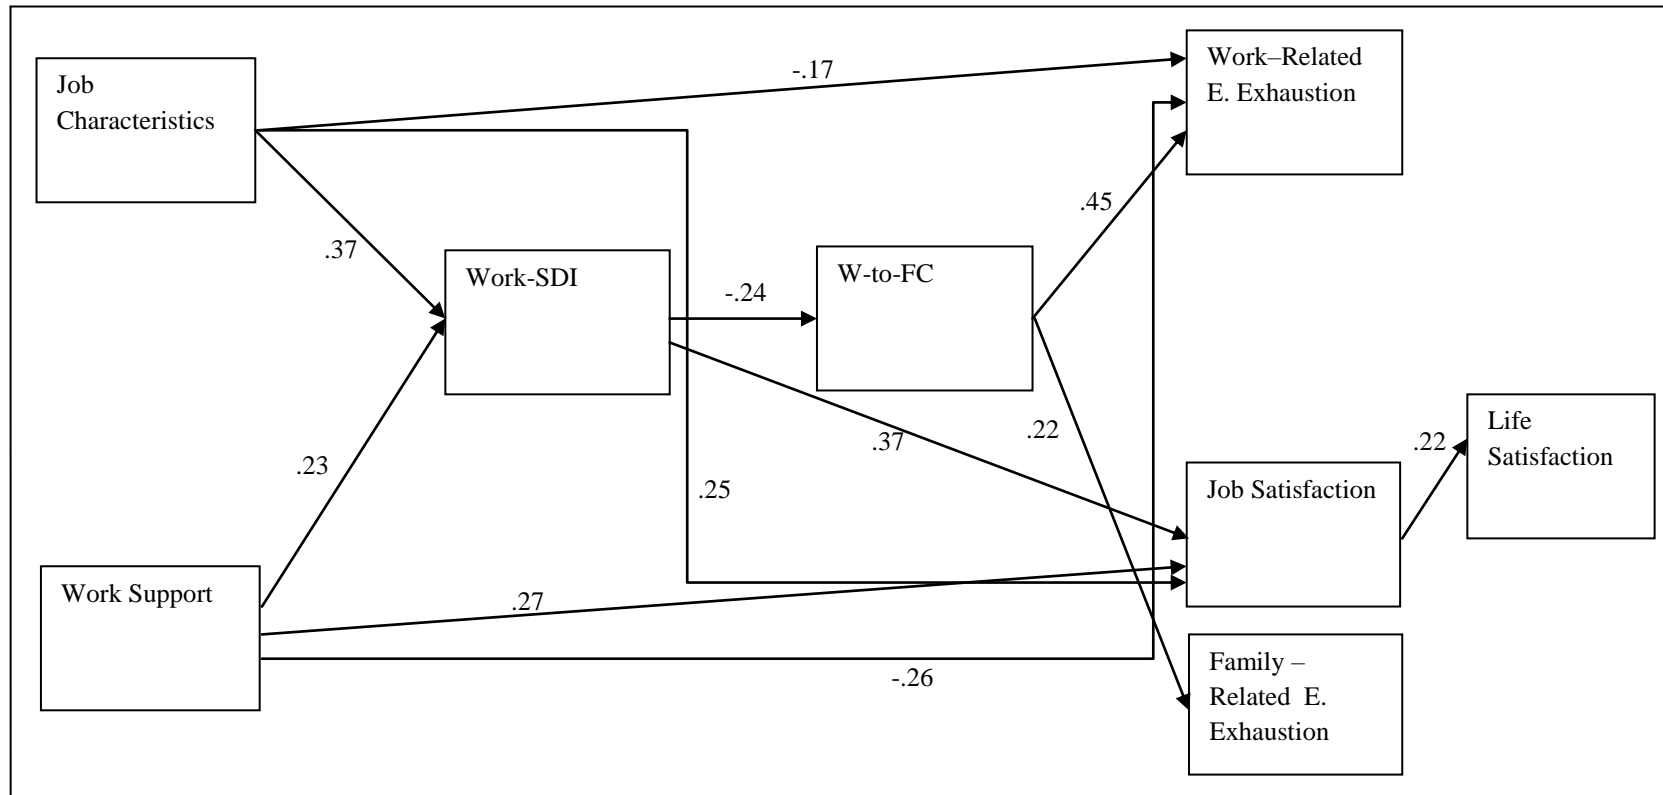 Job
Characteristics
-.17
Work–Related
E. Exhaustion
.37
Work-SDI
-.24
W-to-FC
.45
.23
.25
.37
.22
Job Satisfaction
.22
Life
Satisfaction
Work Support
.27
-.26
Family –
Related  E.
Exhaustion